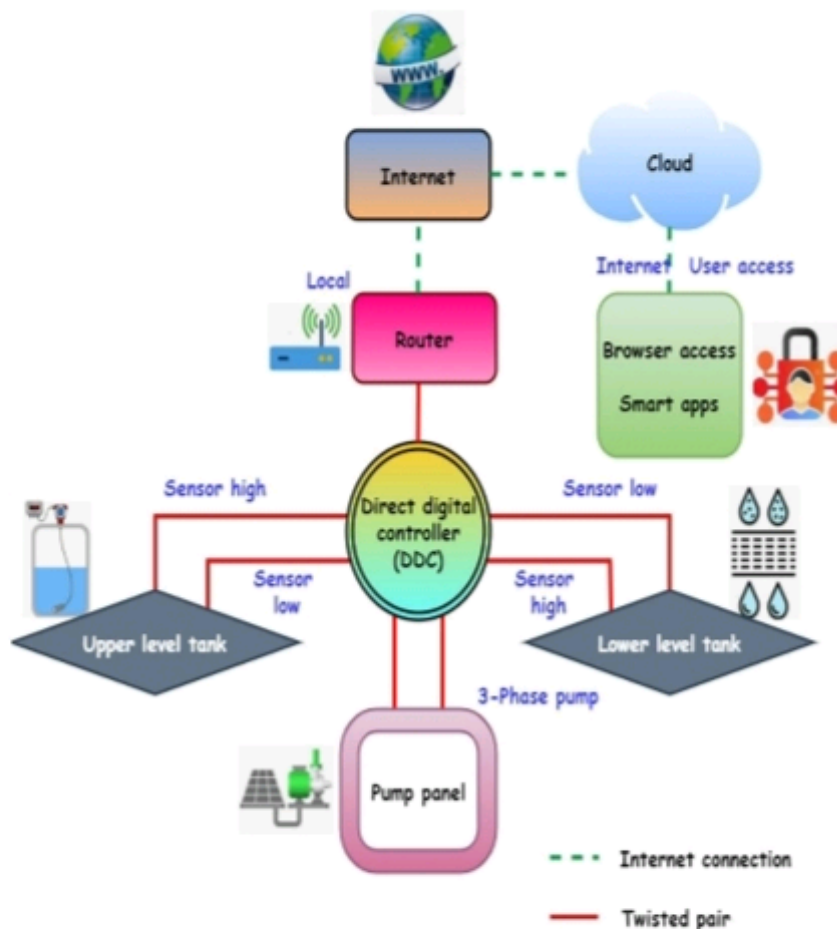 WWW.
Internet
Cloud
Local
Internet
User access
Router
Browser access
Smart apps
Sensor high
Direct digital
controller
(DDC)
Sensor low
Sensor
low
Sensor
high
Upper level tank
Lower level tank
3-Phase pump
Pump panel
Internet connection
Twisted pair